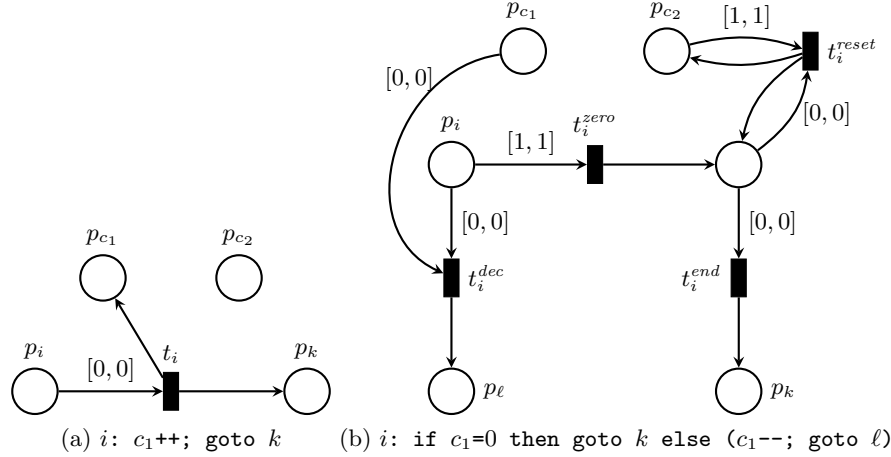 p_{c_1}
p_{c_2}
[1, 1]
t_i^{reset}
[0, 0]
[0, 0]
p_i
t_i^{zero}
[1, 1]
[0, 0]
[0, 0]
p_{c_1}
p_{c_2}
t_i^{dec}
t_i^{end}
p_i
[0, 0]
t_i
p_k
p_ℓ
p_k
(a) i: c_1++; goto k
(b) i: if c_1=0 then goto k else (c_1--; goto ℓ)